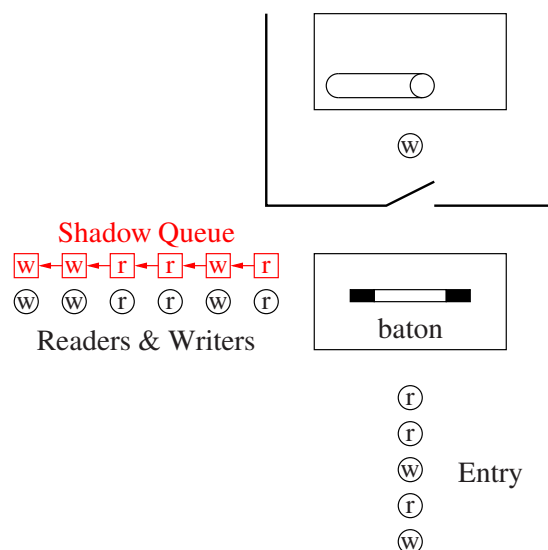 w
Shadow Queue
w w r r w r
w w r r w r
Readers & Writers
baton
r
r
w
Entry
r
w